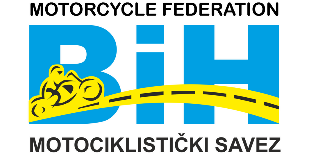 MOTORCYCLE FEDERATION
BiH
MOTOCIKLISTIČKI SAVEZ